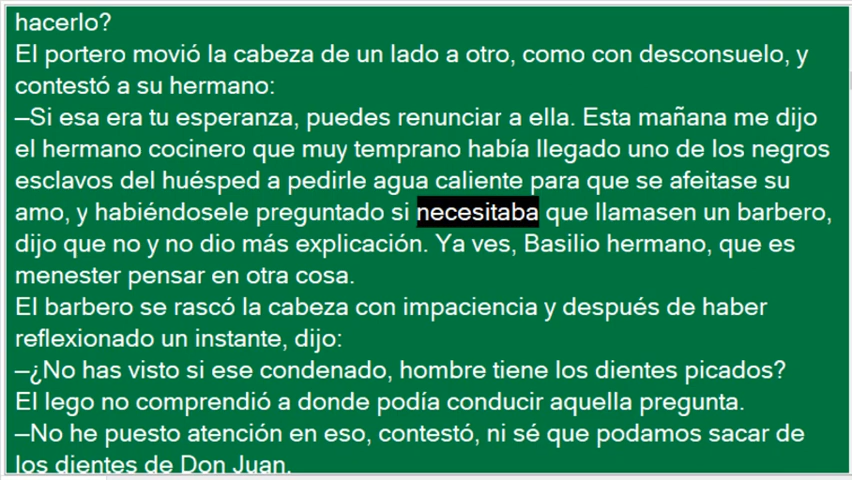 hacerlo?
El portero movió la cabeza de un lado a otro, como con desconsuelo, y
contestó a su hermano:
—Si esa era tu esperanza, puedes renunciar a ella. Esta mañana me dijo
el hermano cocinero que muy temprano había llegado uno de los negros
esclavos del huésped a pedirle agua caliente para que se afeitase su
amo, y habiéndosele preguntado si necesitaba que llamasen un barbero,
dijo que no y no dio más explicación. Ya ves, Basilio hermano, que es
menester pensar en otra cosa.
El barbero se rascó la cabeza con impaciencia y después de haber
reflexionado un instante, dijo:
—¿No has visto si ese condenado, hombre tiene los dientes picados?
El lego no comprendió a donde podía conducir aquella pregunta.
—No he puesto atención en eso, contestó, ni sé que podamos sacar de
los dientes de Don Juan.